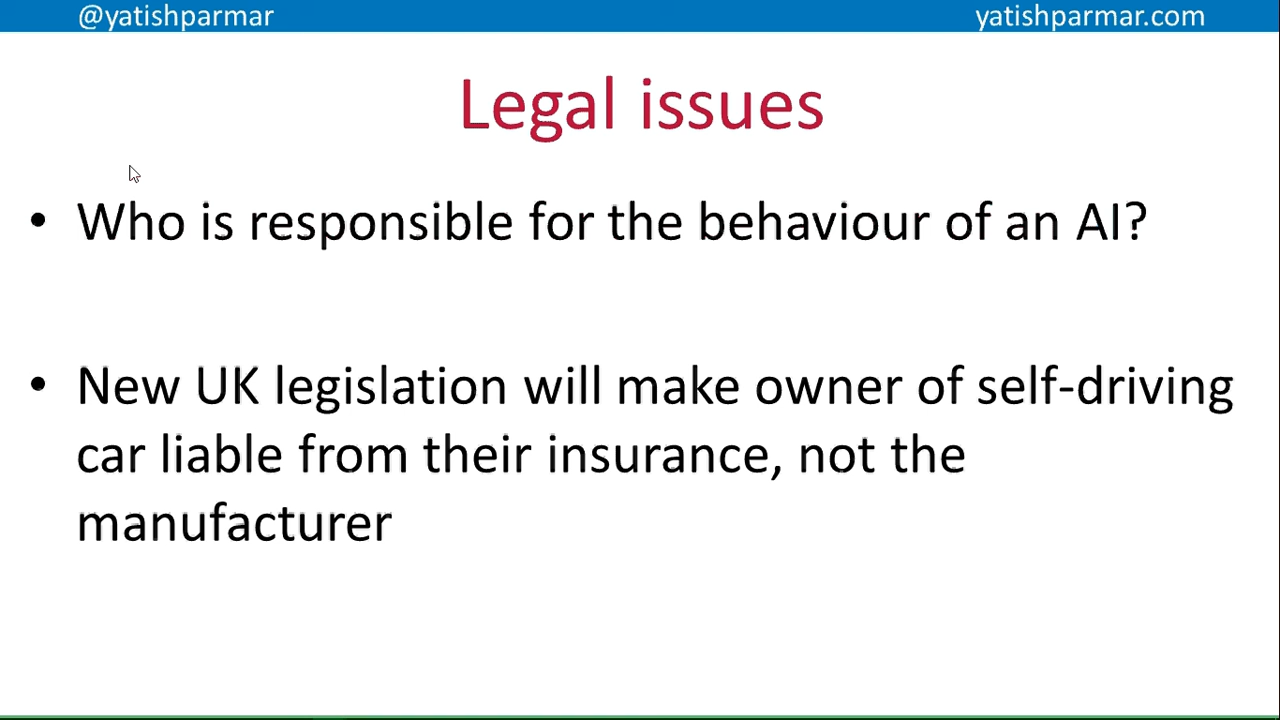 @yatishparmar
yatishparmar.com
Legal issues
• Who is responsible for the behaviour of an AI?
• New UK legislation will make owner of self-driving
car liable from their insurance, not the
manufacturer